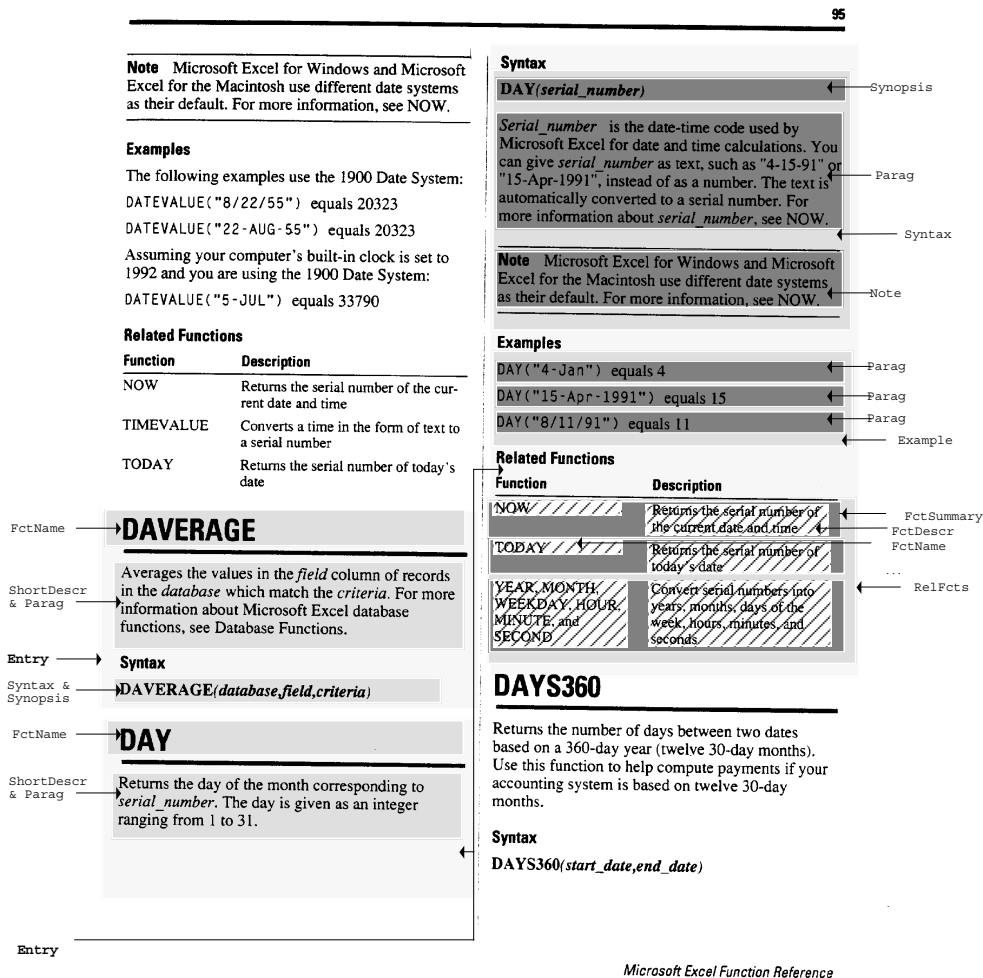 95
Note Microsoft Excel for Windows and Microsoft
Excel for the Macintosh use different date systems
as their default. For more information, see NOW.
Examples
The following examples use the 1900 Date System:
DATEVALUE("8/22/55") equals 20323
DATEVALUE("22-AUG-55") equals 20323
Assuming your computer's built-in clock is set to
1992 and you are using the 1900 Date System:
DATEVALUE("5-JUL") equals 33790
Related Functions
Function Description
NOW Returns the serial number of the cur-
rent date and time
TIMEVALUE Converts a time in the form of text to
a serial number
TODAY Returns the serial number of today's
date
FctName
DAVERAGE
ShortDescr
& Parag
Averages the values in the field column of records
in the database which match the criteria. For more
information about Microsoft Excel database
functions, see Database Functions.
Entry
Syntax
Syntax &
Synopsis
DAVERAGE(database,field,criteria)
FctName
DAY
ShortDescr
& Parag
Returns the day of the month corresponding to
serial_number. The day is given as an integer
ranging from 1 to 31.
Entry
Syntax
DAY(serial_number)
Synopsis
Serial_number is the date-time code used by
Microsoft Excel for date and time calculations. You
can give serial_number as text, such as "4-15-91" or
"15-Apr-1991", instead of as a number. The text is
automatically converted to a serial number. For
more information about serial_number, see NOW.
Parag
Syntax
Note Microsoft Excel for Windows and Microsoft
Excel for the Macintosh use different date systems
as their default. For more information, see NOW.
Note
Examples
DAY("4-Jan") equals 4
Parag
DAY("15-Apr-1991") equals 15
Parag
DAY("8/11/91") equals 11
Parag
Example
Related Functions
Function Description
NOW Returns the serial number of
the current date and time
FctSummary
FctDescr
FctName
TODAY Returns the serial number of
today's date
...
RelFcts
YEAR, MONTH, Convert serial numbers into
WEEKDAY, HOUR, years, months, days of the
MINUTE, and week, hours, minutes, and
SECOND seconds
DAYS360
Returns the number of days between two dates
based on a 360-day year (twelve 30-day months).
Use this function to help compute payments if your
accounting system is based on twelve 30-day
months.
Syntax
DAYS360(start_date,end_date)
Microsoft Excel Function Reference